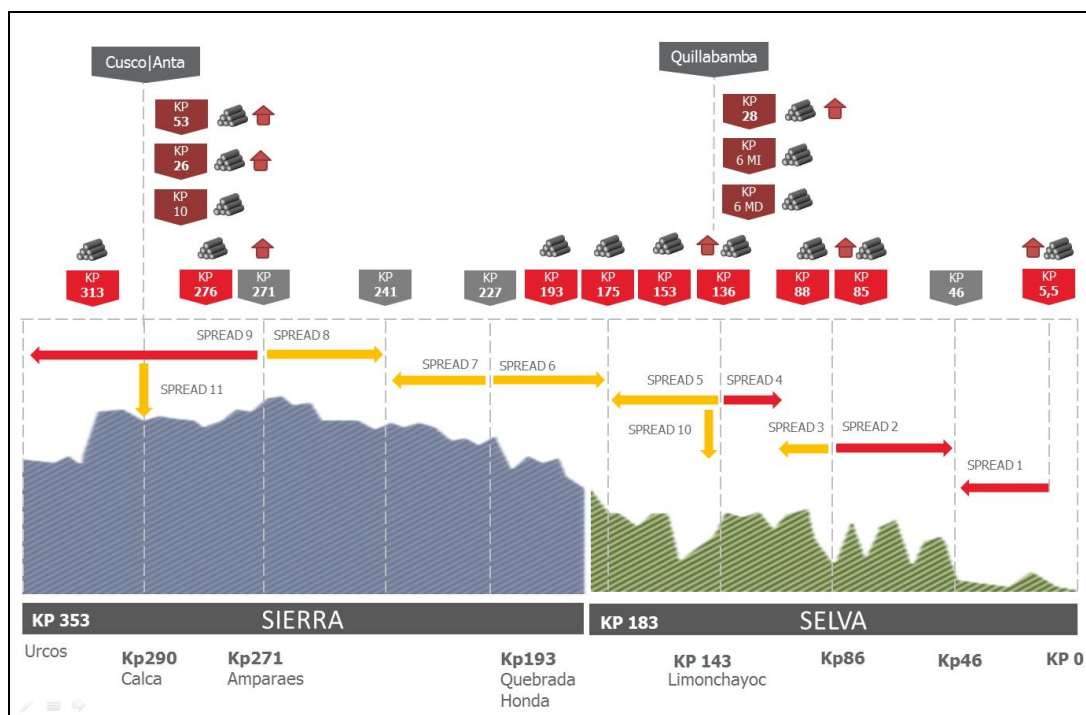 Cusco|Anta
Quillabamba
KP
53
KP
28
KP
26
KP
6 MI
KP
10
KP
6 MD
KP
313
KP
276
KP
271
KP
241
KP
227
KP
193
KP
175
KP
153
KP
136
KP
88
KP
85
KP
46
KP
5,5
SPREAD 9
SPREAD 8
SPREAD 7
SPREAD 6
SPREAD 11
SPREAD 5
SPREAD 4
SPREAD 10
SPREAD 3
SPREAD 2
SPREAD 1
KP 353
SIERRA
KP 183
SELVA
Urcos
Kp290
Calca
Kp271
Amparaes
Kp193
Quebrada
Honda
KP 143
Limonchayoc
Kp86
Kp46
KP 0